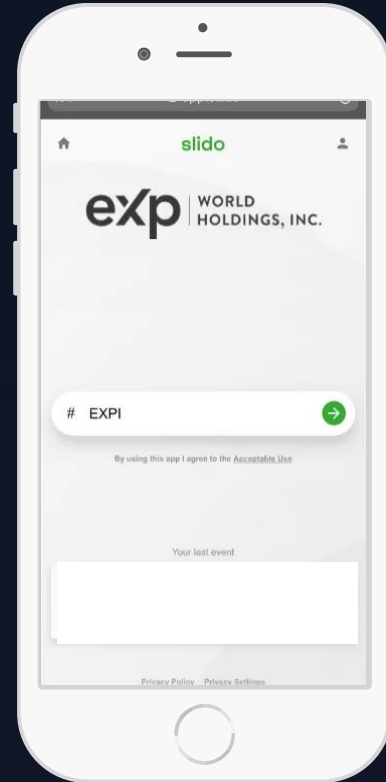 slido
eXp WORLD
HOLDINGS, INC.
# EXPI
By using this app I agree to the Acceptable Use
Your last event
Privacy Policy Privacy Settings